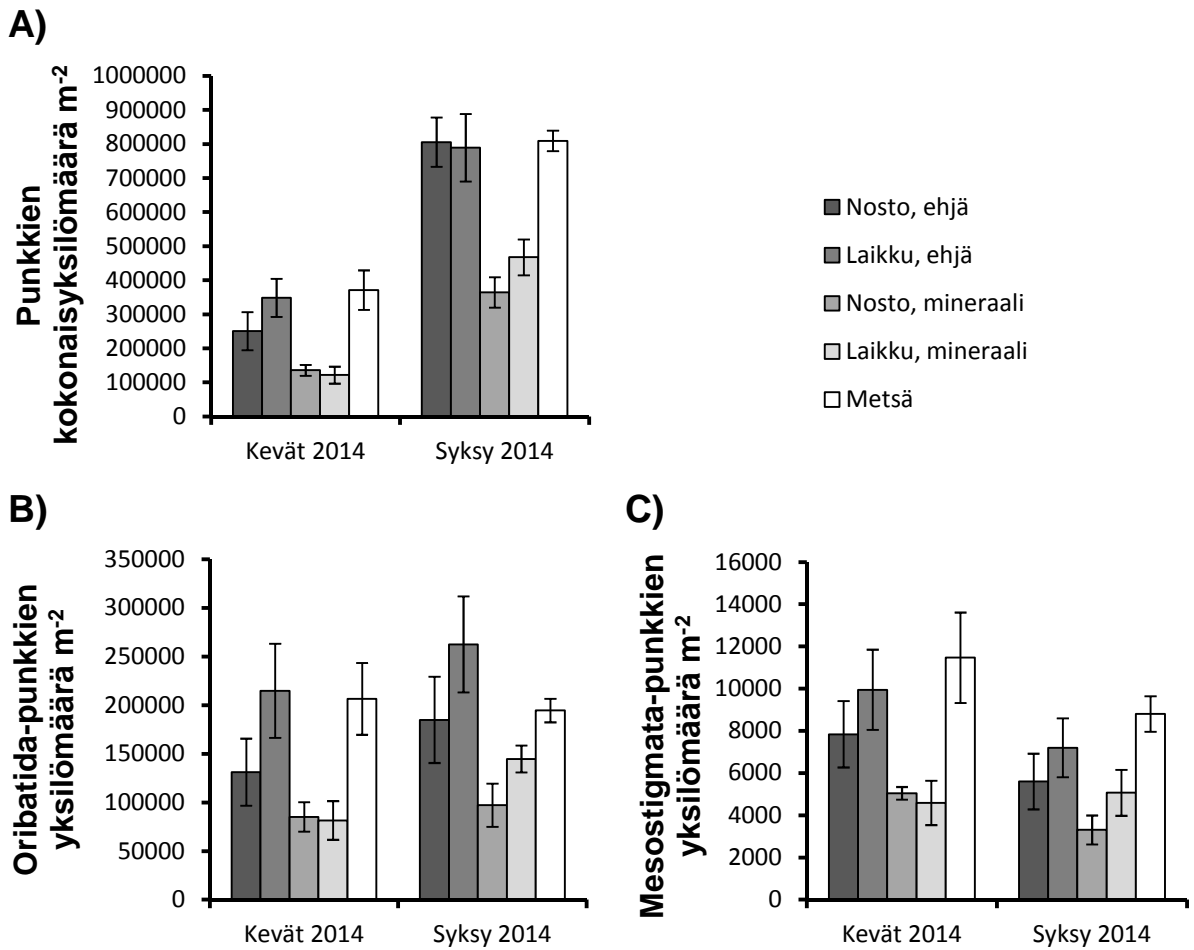 A)
Punkkien
kokonaisyksilömäärä m-2
1000000
900000
800000
700000
600000
500000
400000
300000
200000
100000
0
Kevät 2014
Syksy 2014
Nosto, ehjä
Laikku, ehjä
Nosto, mineraali
Laikku, mineraali
Metsä
B)
Oribatida-punkkien
yksilömäärä m-2
350000
300000
250000
200000
150000
100000
50000
0
Kevät 2014
Syksy 2014
C)
Mesostigmata-punkkien
yksilömäärä m-2
16000
14000
12000
10000
8000
6000
4000
2000
0
Kevät 2014
Syksy 2014